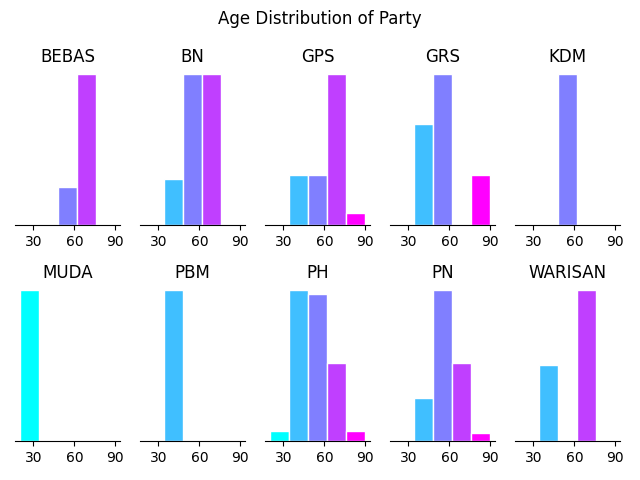 Age Distribution of Party
BEBAS BN GPS GRS KDM
30 60 90 30 60 90 30 60 90 30 60 90 30 60 90
MUDA PBM PH PN WARISAN
30 60 90 30 60 90 30 60 90 30 60 90 30 60 90